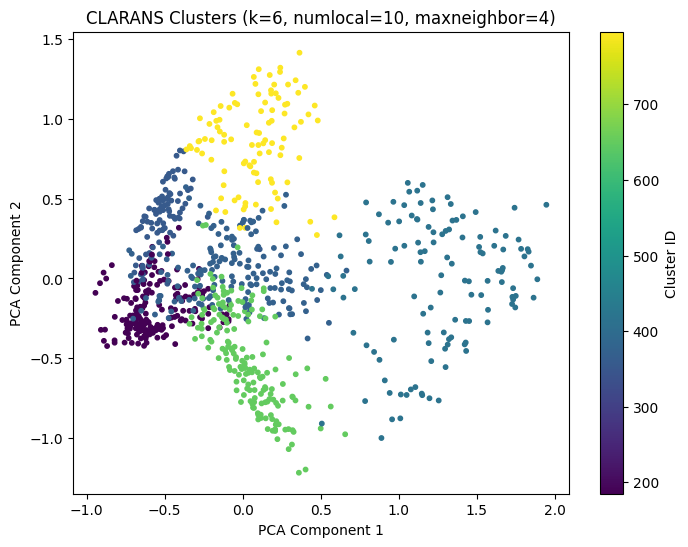 CLARANS Clusters (k=6, numlocal=10, maxneighbor=4)
1.5
1.0
0.5
0.0
−0.5
−1.0
PCA Component 2
−1.0 −0.5 0.0 0.5 1.0 1.5 2.0
PCA Component 1
700
600
500
400
300
200
Cluster ID